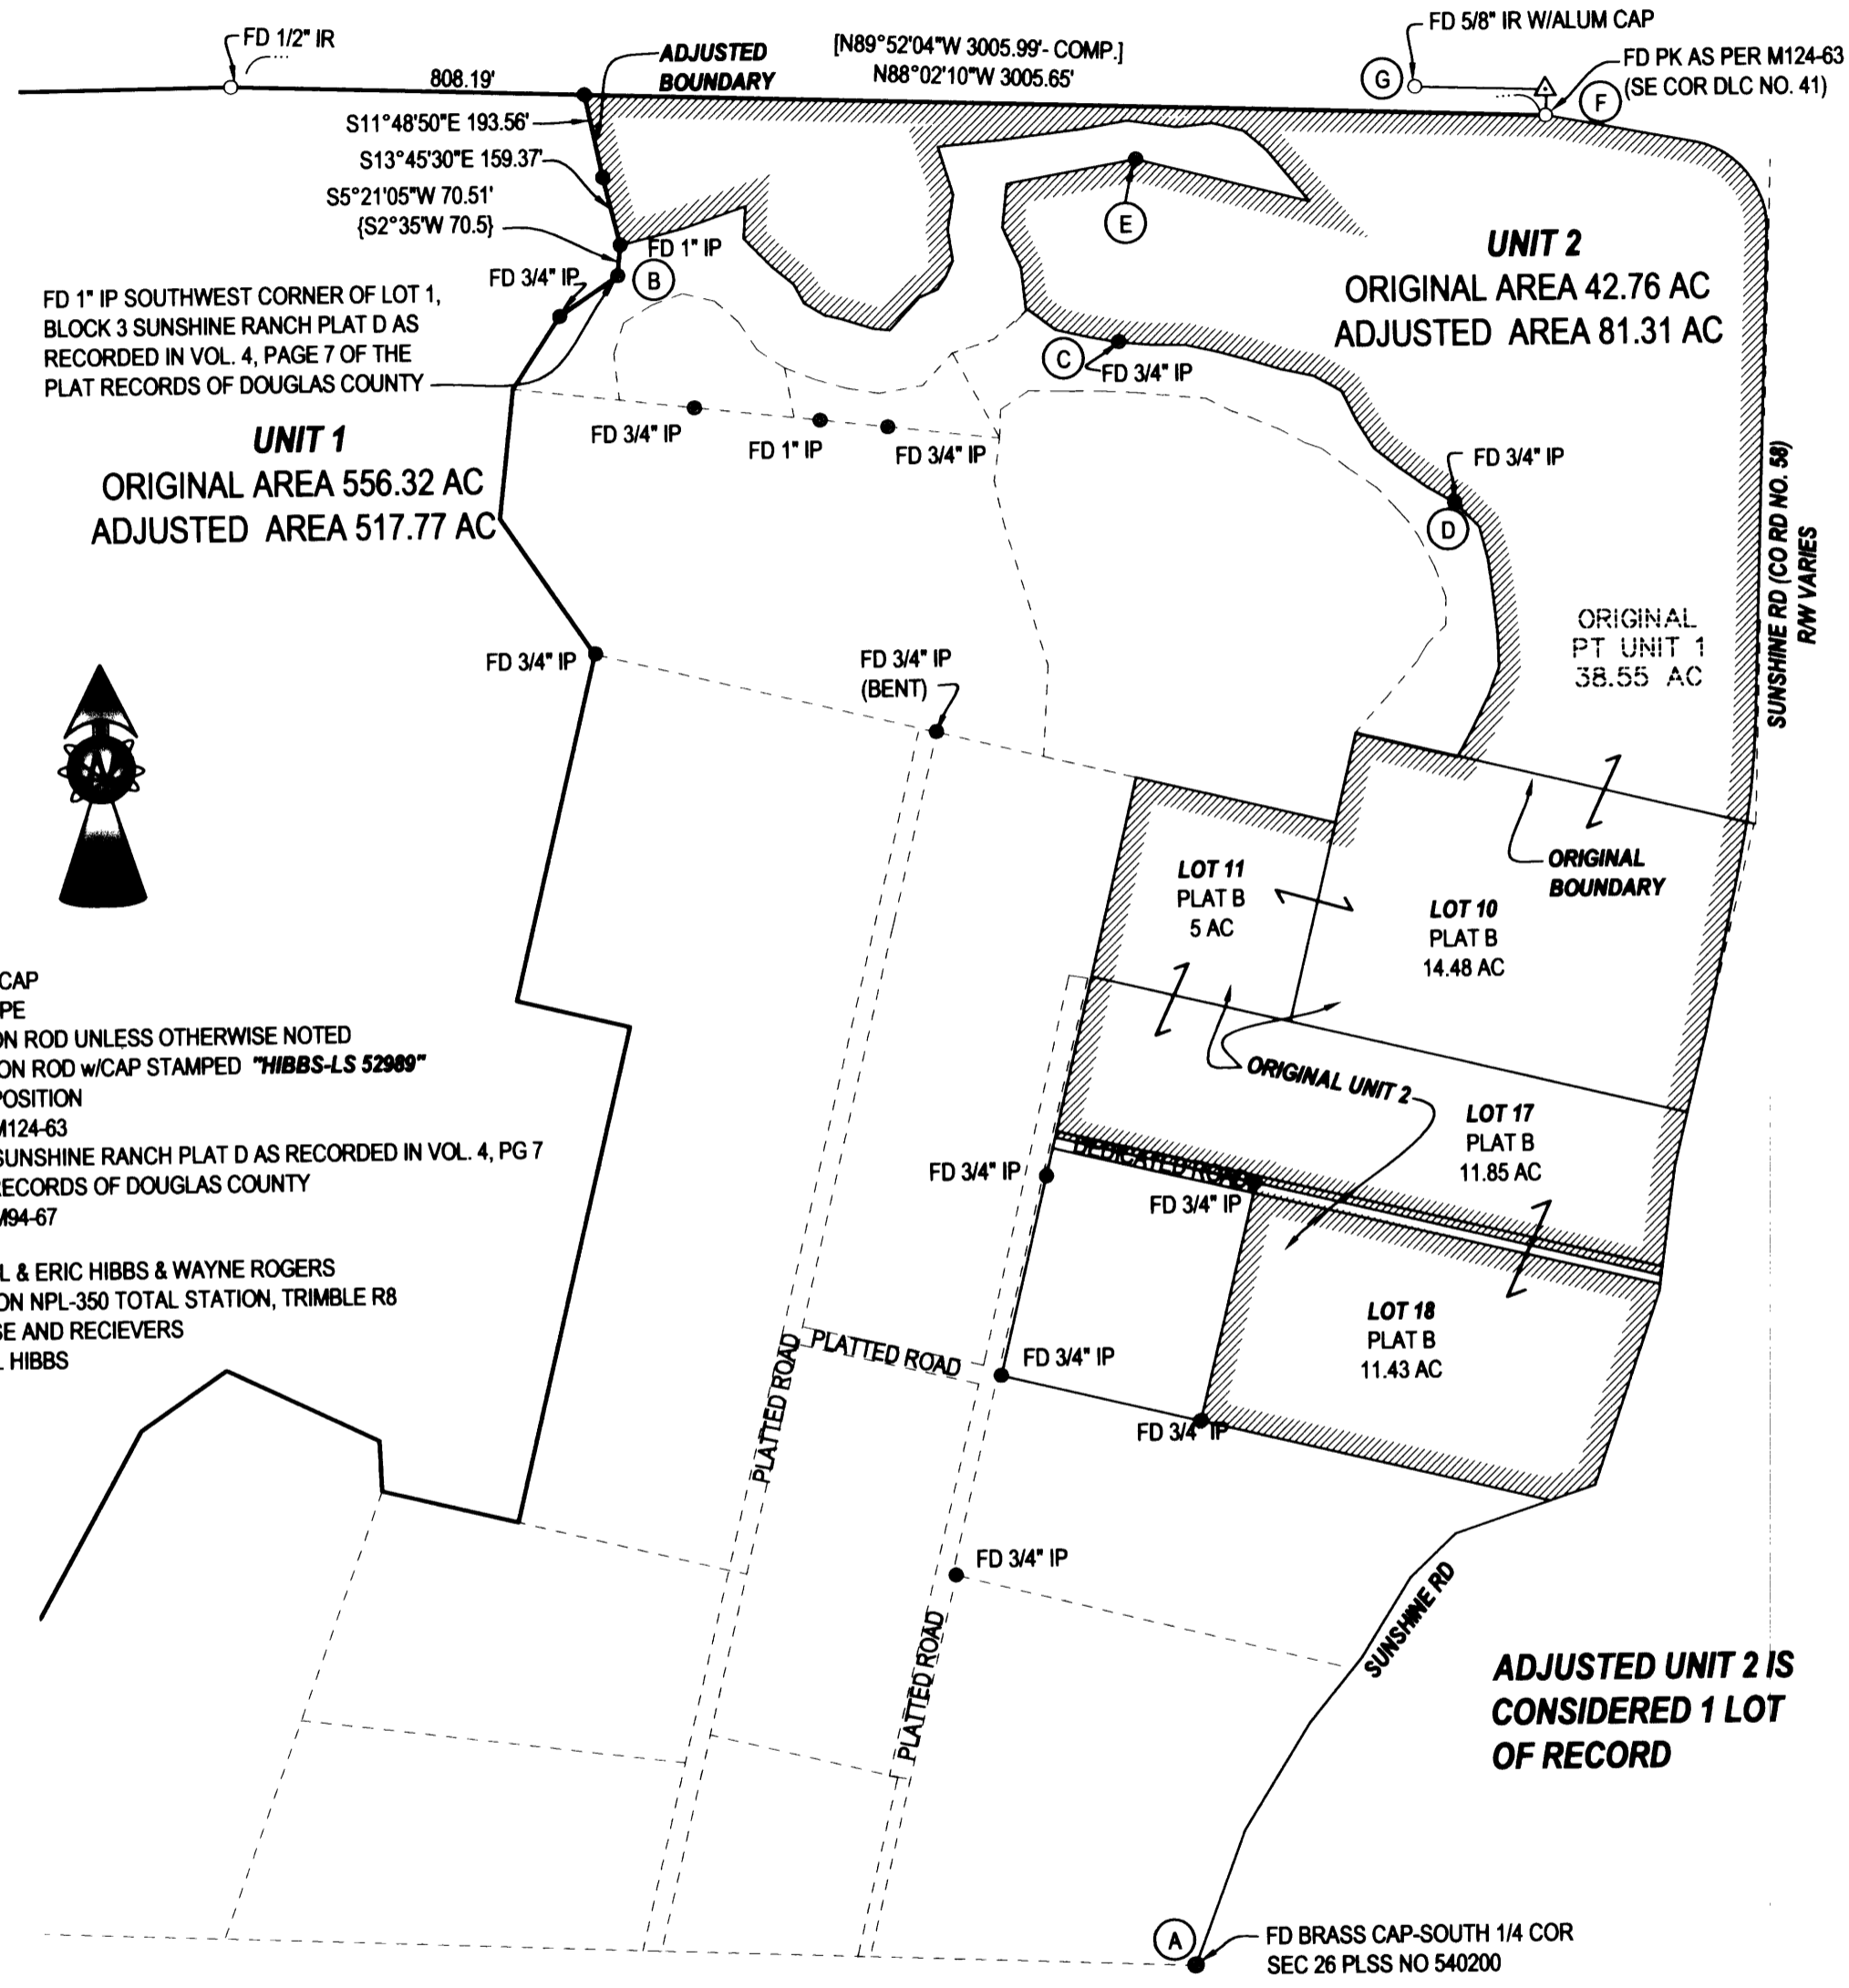 FD 1/2" IR
808.19'
ADJUSTED
BOUNDARY
[N89°52'04"W 3005.99'- COMP.]
N88°02'10"W 3005.65'
FD 5/8" IR W/ALUM CAP
G
FD PK AS PER M124-63
(SE COR DLC NO. 41)
F
S11°48'50"E 193.56'
S13°45'30"E 159.37'
S5°21'05"W 70.51'
{S2°35'W 70.5}
FD 1" IP
FD 3/4" IP
B
E
UNIT 2
ORIGINAL AREA 42.76 AC
ADJUSTED AREA 81.31 AC
FD 1" IP SOUTHWEST CORNER OF LOT 1,
BLOCK 3 SUNSHINE RANCH PLAT D AS
RECORDED IN VOL. 4, PAGE 7 OF THE
PLAT RECORDS OF DOUGLAS COUNTY
C
FD 3/4" IP
UNIT 1
ORIGINAL AREA 556.32 AC
ADJUSTED AREA 517.77 AC
FD 3/4" IP
FD 1" IP
FD 3/4" IP
FD 3/4" IP
D
SUNSHINE RD (CO RD NO. 58)
R/W VARIES
ORIGINAL
PT UNIT 1
38.55 AC
FD 3/4" IP
FD 3/4" IP
(BENT)
N
ORIGINAL
BOUNDARY
LOT 11
PLAT B
5 AC
LOT 10
PLAT B
14.48 AC
CAP
PE
ON ROD UNLESS OTHERWISE NOTED
ON ROD w/CAP STAMPED "HIBBS-LS 52989"
POSITION
M124-63
SUNSHINE RANCH PLAT D AS RECORDED IN VOL. 4, PG 7
RECORDS OF DOUGLAS COUNTY
M94-67
L & ERIC HIBBS & WAYNE ROGERS
ON NPL-350 TOTAL STATION, TRIMBLE R8
SE AND RECIEVERS
L HIBBS
ORIGINAL UNIT 2
LOT 17
PLAT B
11.85 AC
DEDICATED ROAD
FD 3/4" IP
FD 3/4" IP
LOT 18
PLAT B
11.43 AC
PLATTED ROAD
PLATTED ROAD
FD 3/4" IP
FD 3/4" IP
FD 3/4" IP
PLATTED ROAD
SUNSHINE RD
ADJUSTED UNIT 2 IS
CONSIDERED 1 LOT
OF RECORD
A
FD BRASS CAP-SOUTH 1/4 COR
SEC 26 PLSS NO 540200